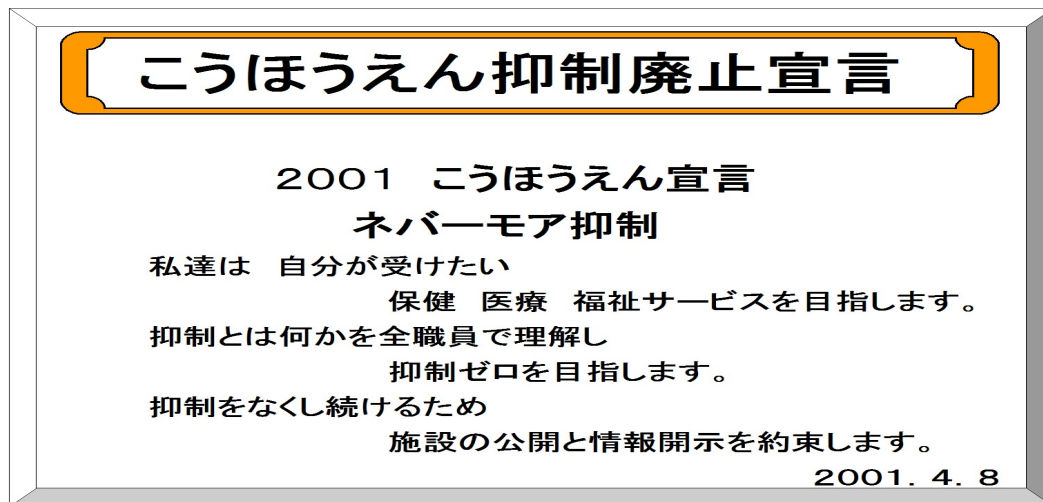 こうほうえん抑制廃止宣言
2001　こうほうえん宣言
ネバーモア抑制
私達は　自分が受けたい
保健　医療　福祉サービスを目指します。
抑制とは何かを全職員で理解し
抑制ゼロを目指します。
抑制をなくし続けるため
施設の公開と情報開示を約束します。
2001. 4. 8